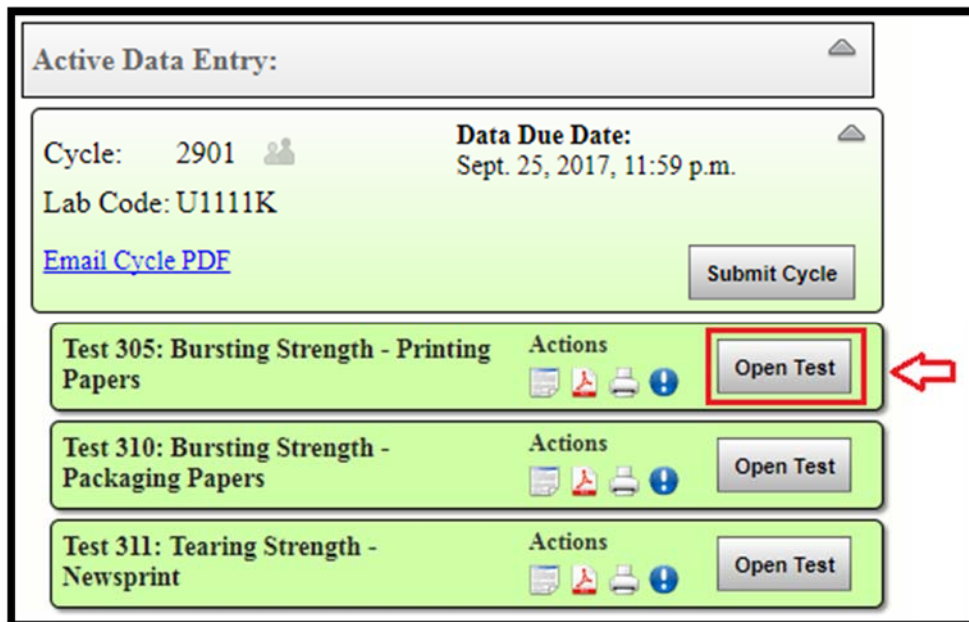 Active Data Entry:
Cycle: 2901
Data Due Date:
Sept. 25, 2017, 11:59 p.m.
Lab Code: U1111K
Email Cycle PDF
Submit Cycle
Test 305: Bursting Strength - Printing
Papers
Actions
Open Test
Test 310: Bursting Strength -
Packaging Papers
Actions
Open Test
Test 311: Tearing Strength -
Newsprint
Actions
Open Test